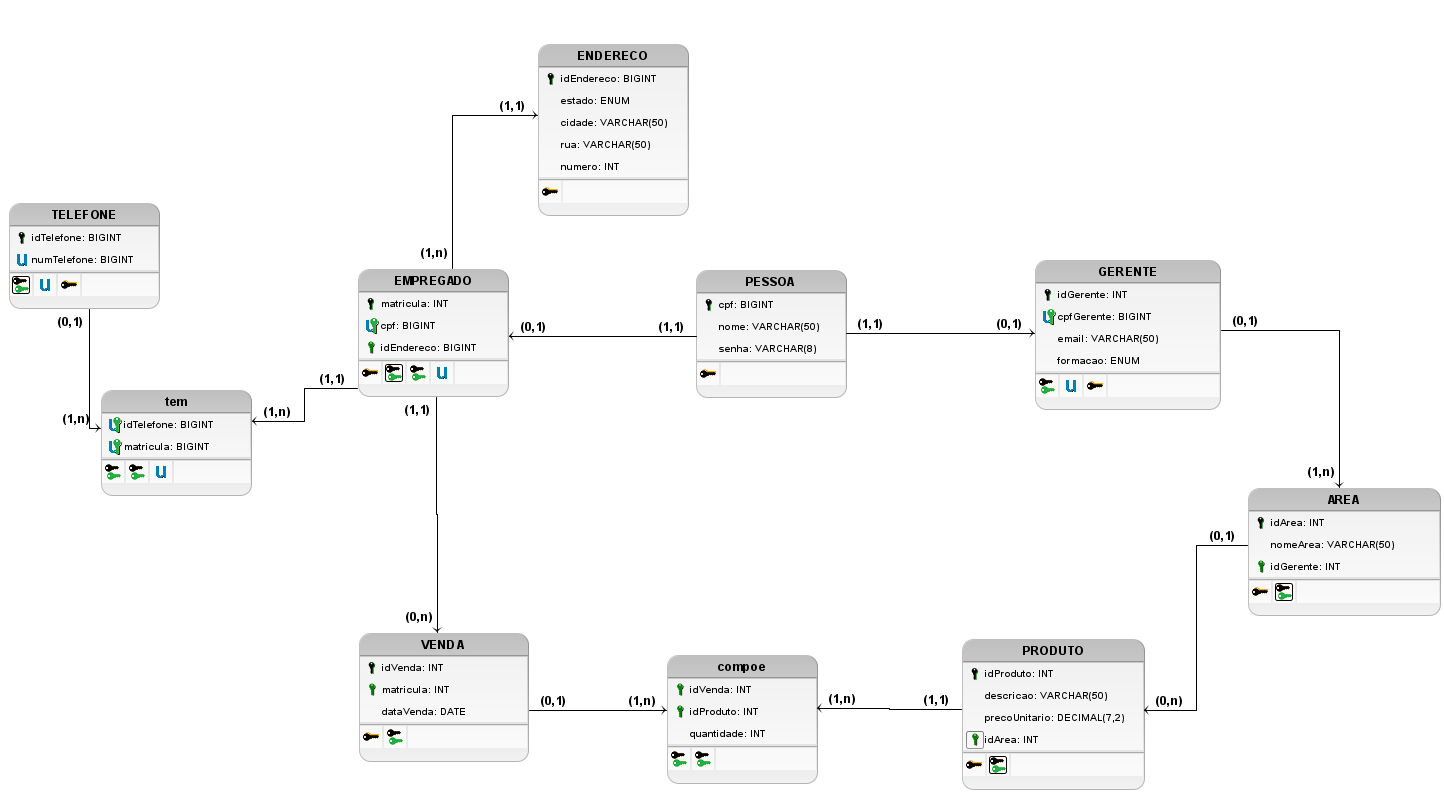 ENDERECO
idEndereco: BIGINT
estado: ENUM
cidade: VARCHAR(50)
rua: VARCHAR(50)
numero: INT
(1,1)
(1,n)
TELEFONE
idTelefone: BIGINT
U numTelefone: BIGINT
U
(0,1)
(1,n)
EMPREGADO
matricula: INT
U cpf: BIGINT
idEndereco: BIGINT
U
(0,1)
(1,1)
PESSOA
cpf: BIGINT
nome: VARCHAR(50)
senha: VARCHAR(8)
(1,1)
(0,1)
GERENTE
idGerente: INT
U cpfGerente: BIGINT
email: VARCHAR(50)
formacao: ENUM
U
(0,1)
(1,n)
tem
U idTelefone: BIGINT
U matricula: BIGINT
U
(1,1)
(1,n)
(1,1)
(0,n)
AREA
idArea: INT
nomeArea: VARCHAR(50)
idGerente: INT
(0,1)
(0,n)
VENDA
idVenda: INT
matricula: INT
dataVenda: DATE
(0,1)
(1,n)
compoe
idVenda: INT
idProduto: INT
quantidade: INT
(1,n)
(1,1)
PRODUTO
idProduto: INT
descricao: VARCHAR(50)
precoUnitario: DECIMAL(7,2)
idArea: INT